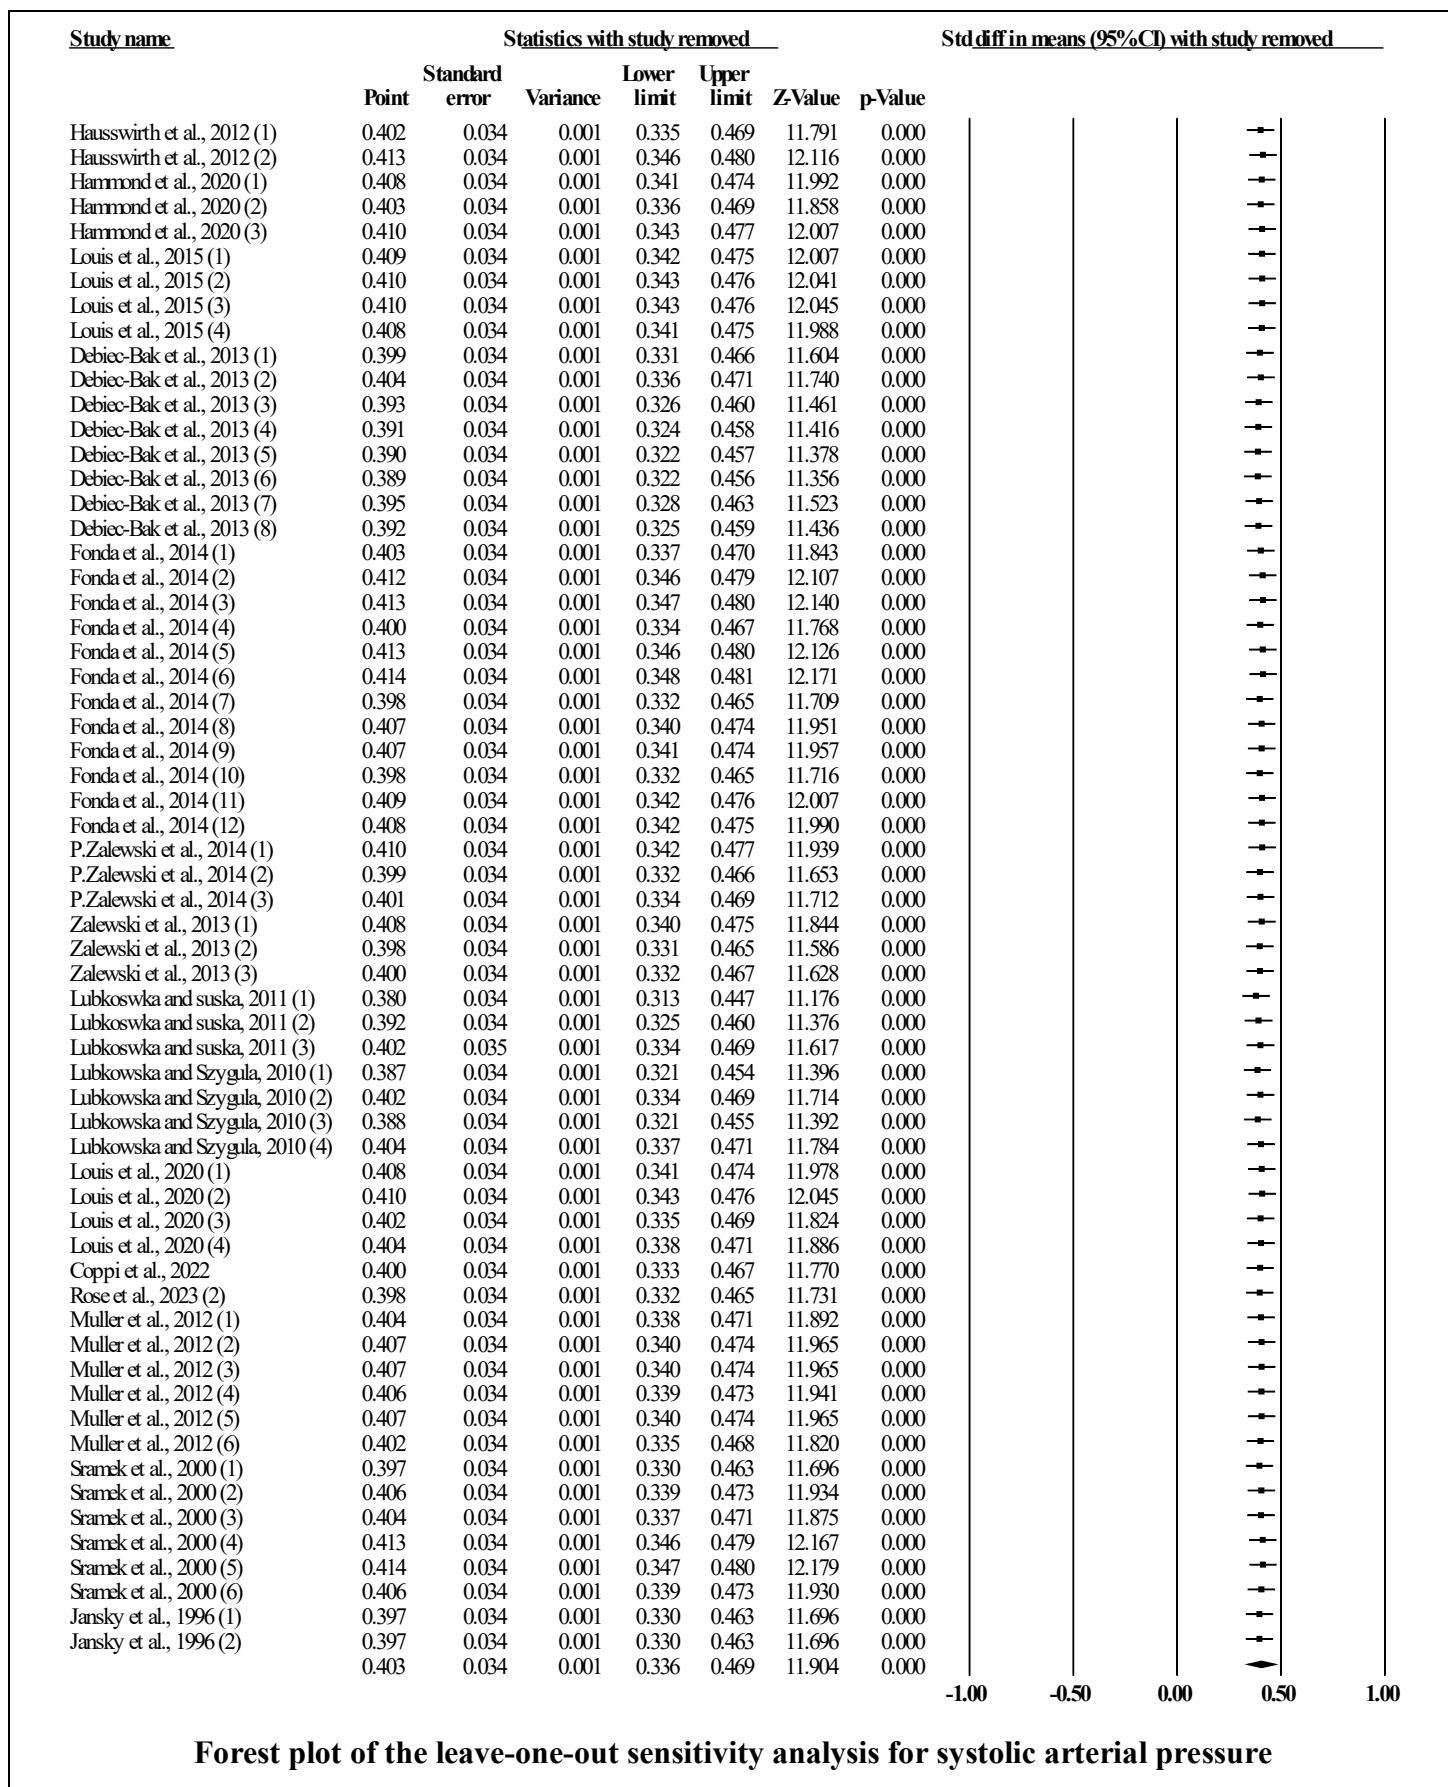 Study name Statistics with study removed Std diff in means (95%CI) with study removed
Standard Lower Upper
Point error Variance limit limit Z-Value p-Value
Hausswirth et al., 2012 (1) 0.402 0.034 0.001 0.335 0.469 11.791 0.000
Hausswirth et al., 2012 (2) 0.413 0.034 0.001 0.346 0.480 12.116 0.000
Hammond et al., 2020 (1) 0.408 0.034 0.001 0.341 0.474 11.992 0.000
Hammond et al., 2020 (2) 0.403 0.034 0.001 0.336 0.469 11.858 0.000
Hammond et al., 2020 (3) 0.410 0.034 0.001 0.343 0.477 12.007 0.000
Louis et al., 2015 (1) 0.409 0.034 0.001 0.342 0.475 12.007 0.000
Louis et al., 2015 (2) 0.410 0.034 0.001 0.343 0.476 12.041 0.000
Louis et al., 2015 (3) 0.410 0.034 0.001 0.343 0.476 12.045 0.000
Louis et al., 2015 (4) 0.408 0.034 0.001 0.341 0.475 11.988 0.000
Debiec-Bak et al., 2013 (1) 0.399 0.034 0.001 0.331 0.466 11.604 0.000
Debiec-Bak et al., 2013 (2) 0.404 0.034 0.001 0.336 0.471 11.740 0.000
Debiec-Bak et al., 2013 (3) 0.393 0.034 0.001 0.326 0.460 11.461 0.000
Debiec-Bak et al., 2013 (4) 0.391 0.034 0.001 0.324 0.458 11.416 0.000
Debiec-Bak et al., 2013 (5) 0.390 0.034 0.001 0.322 0.457 11.378 0.000
Debiec-Bak et al., 2013 (6) 0.389 0.034 0.001 0.322 0.456 11.356 0.000
Debiec-Bak et al., 2013 (7) 0.395 0.034 0.001 0.328 0.463 11.523 0.000
Debiec-Bak et al., 2013 (8) 0.392 0.034 0.001 0.325 0.459 11.436 0.000
Fonda et al., 2014 (1) 0.403 0.034 0.001 0.337 0.470 11.843 0.000
Fonda et al., 2014 (2) 0.412 0.034 0.001 0.346 0.479 12.107 0.000
Fonda et al., 2014 (3) 0.413 0.034 0.001 0.347 0.480 12.140 0.000
Fonda et al., 2014 (4) 0.400 0.034 0.001 0.334 0.467 11.768 0.000
Fonda et al., 2014 (5) 0.413 0.034 0.001 0.346 0.480 12.126 0.000
Fonda et al., 2014 (6) 0.414 0.034 0.001 0.348 0.481 12.171 0.000
Fonda et al., 2014 (7) 0.398 0.034 0.001 0.332 0.465 11.709 0.000
Fonda et al., 2014 (8) 0.407 0.034 0.001 0.340 0.474 11.951 0.000
Fonda et al., 2014 (9) 0.407 0.034 0.001 0.341 0.474 11.957 0.000
Fonda et al., 2014 (10) 0.398 0.034 0.001 0.332 0.465 11.716 0.000
Fonda et al., 2014 (11) 0.409 0.034 0.001 0.342 0.476 12.007 0.000
Fonda et al., 2014 (12) 0.408 0.034 0.001 0.342 0.475 11.990 0.000
P.Zalewski et al., 2014 (1) 0.410 0.034 0.001 0.342 0.477 11.939 0.000
P.Zalewski et al., 2014 (2) 0.399 0.034 0.001 0.332 0.466 11.653 0.000
P.Zalewski et al., 2014 (3) 0.401 0.034 0.001 0.334 0.469 11.712 0.000
Zalewski et al., 2013 (1) 0.408 0.034 0.001 0.340 0.475 11.844 0.000
Zalewski et al., 2013 (2) 0.398 0.034 0.001 0.331 0.465 11.586 0.000
Zalewski et al., 2013 (3) 0.400 0.034 0.001 0.332 0.467 11.628 0.000
Lubkoswka and suska, 2011 (1) 0.380 0.034 0.001 0.313 0.447 11.176 0.000
Lubkoswka and suska, 2011 (2) 0.392 0.034 0.001 0.325 0.460 11.376 0.000
Lubkoswka and suska, 2011 (3) 0.402 0.035 0.001 0.334 0.469 11.617 0.000
Lubkowska and Szygula, 2010 (1) 0.387 0.034 0.001 0.321 0.454 11.396 0.000
Lubkowska and Szygula, 2010 (2) 0.402 0.034 0.001 0.334 0.469 11.714 0.000
Lubkowska and Szygula, 2010 (3) 0.388 0.034 0.001 0.321 0.455 11.392 0.000
Lubkowska and Szygula, 2010 (4) 0.404 0.034 0.001 0.337 0.471 11.784 0.000
Louis et al., 2020 (1) 0.408 0.034 0.001 0.341 0.474 11.978 0.000
Louis et al., 2020 (2) 0.410 0.034 0.001 0.343 0.476 12.045 0.000
Louis et al., 2020 (3) 0.402 0.034 0.001 0.335 0.469 11.824 0.000
Louis et al., 2020 (4) 0.404 0.034 0.001 0.338 0.471 11.886 0.000
Coppi et al., 2022 0.400 0.034 0.001 0.333 0.467 11.770 0.000
Rose et al., 2023 (2) 0.398 0.034 0.001 0.332 0.465 11.731 0.000
Muller et al., 2012 (1) 0.404 0.034 0.001 0.338 0.471 11.892 0.000
Muller et al., 2012 (2) 0.407 0.034 0.001 0.340 0.474 11.965 0.000
Muller et al., 2012 (3) 0.407 0.034 0.001 0.340 0.474 11.965 0.000
Muller et al., 2012 (4) 0.406 0.034 0.001 0.339 0.473 11.941 0.000
Muller et al., 2012 (5) 0.407 0.034 0.001 0.340 0.474 11.965 0.000
Muller et al., 2012 (6) 0.402 0.034 0.001 0.335 0.468 11.820 0.000
Sramek et al., 2000 (1) 0.397 0.034 0.001 0.330 0.463 11.696 0.000
Sramek et al., 2000 (2) 0.406 0.034 0.001 0.339 0.473 11.934 0.000
Sramek et al., 2000 (3) 0.404 0.034 0.001 0.337 0.471 11.875 0.000
Sramek et al., 2000 (4) 0.413 0.034 0.001 0.346 0.479 12.167 0.000
Sramek et al., 2000 (5) 0.414 0.034 0.001 0.347 0.480 12.179 0.000
Sramek et al., 2000 (6) 0.406 0.034 0.001 0.339 0.473 11.930 0.000
Jansky et al., 1996 (1) 0.397 0.034 0.001 0.330 0.463 11.696 0.000
Jansky et al., 1996 (2) 0.397 0.034 0.001 0.330 0.463 11.696 0.000
0.403 0.034 0.001 0.336 0.469 11.904 0.000
-1.00 -0.50 0.00 0.50 1.00
Forest plot of the leave-one-out sensitivity analysis for systolic arterial pressure